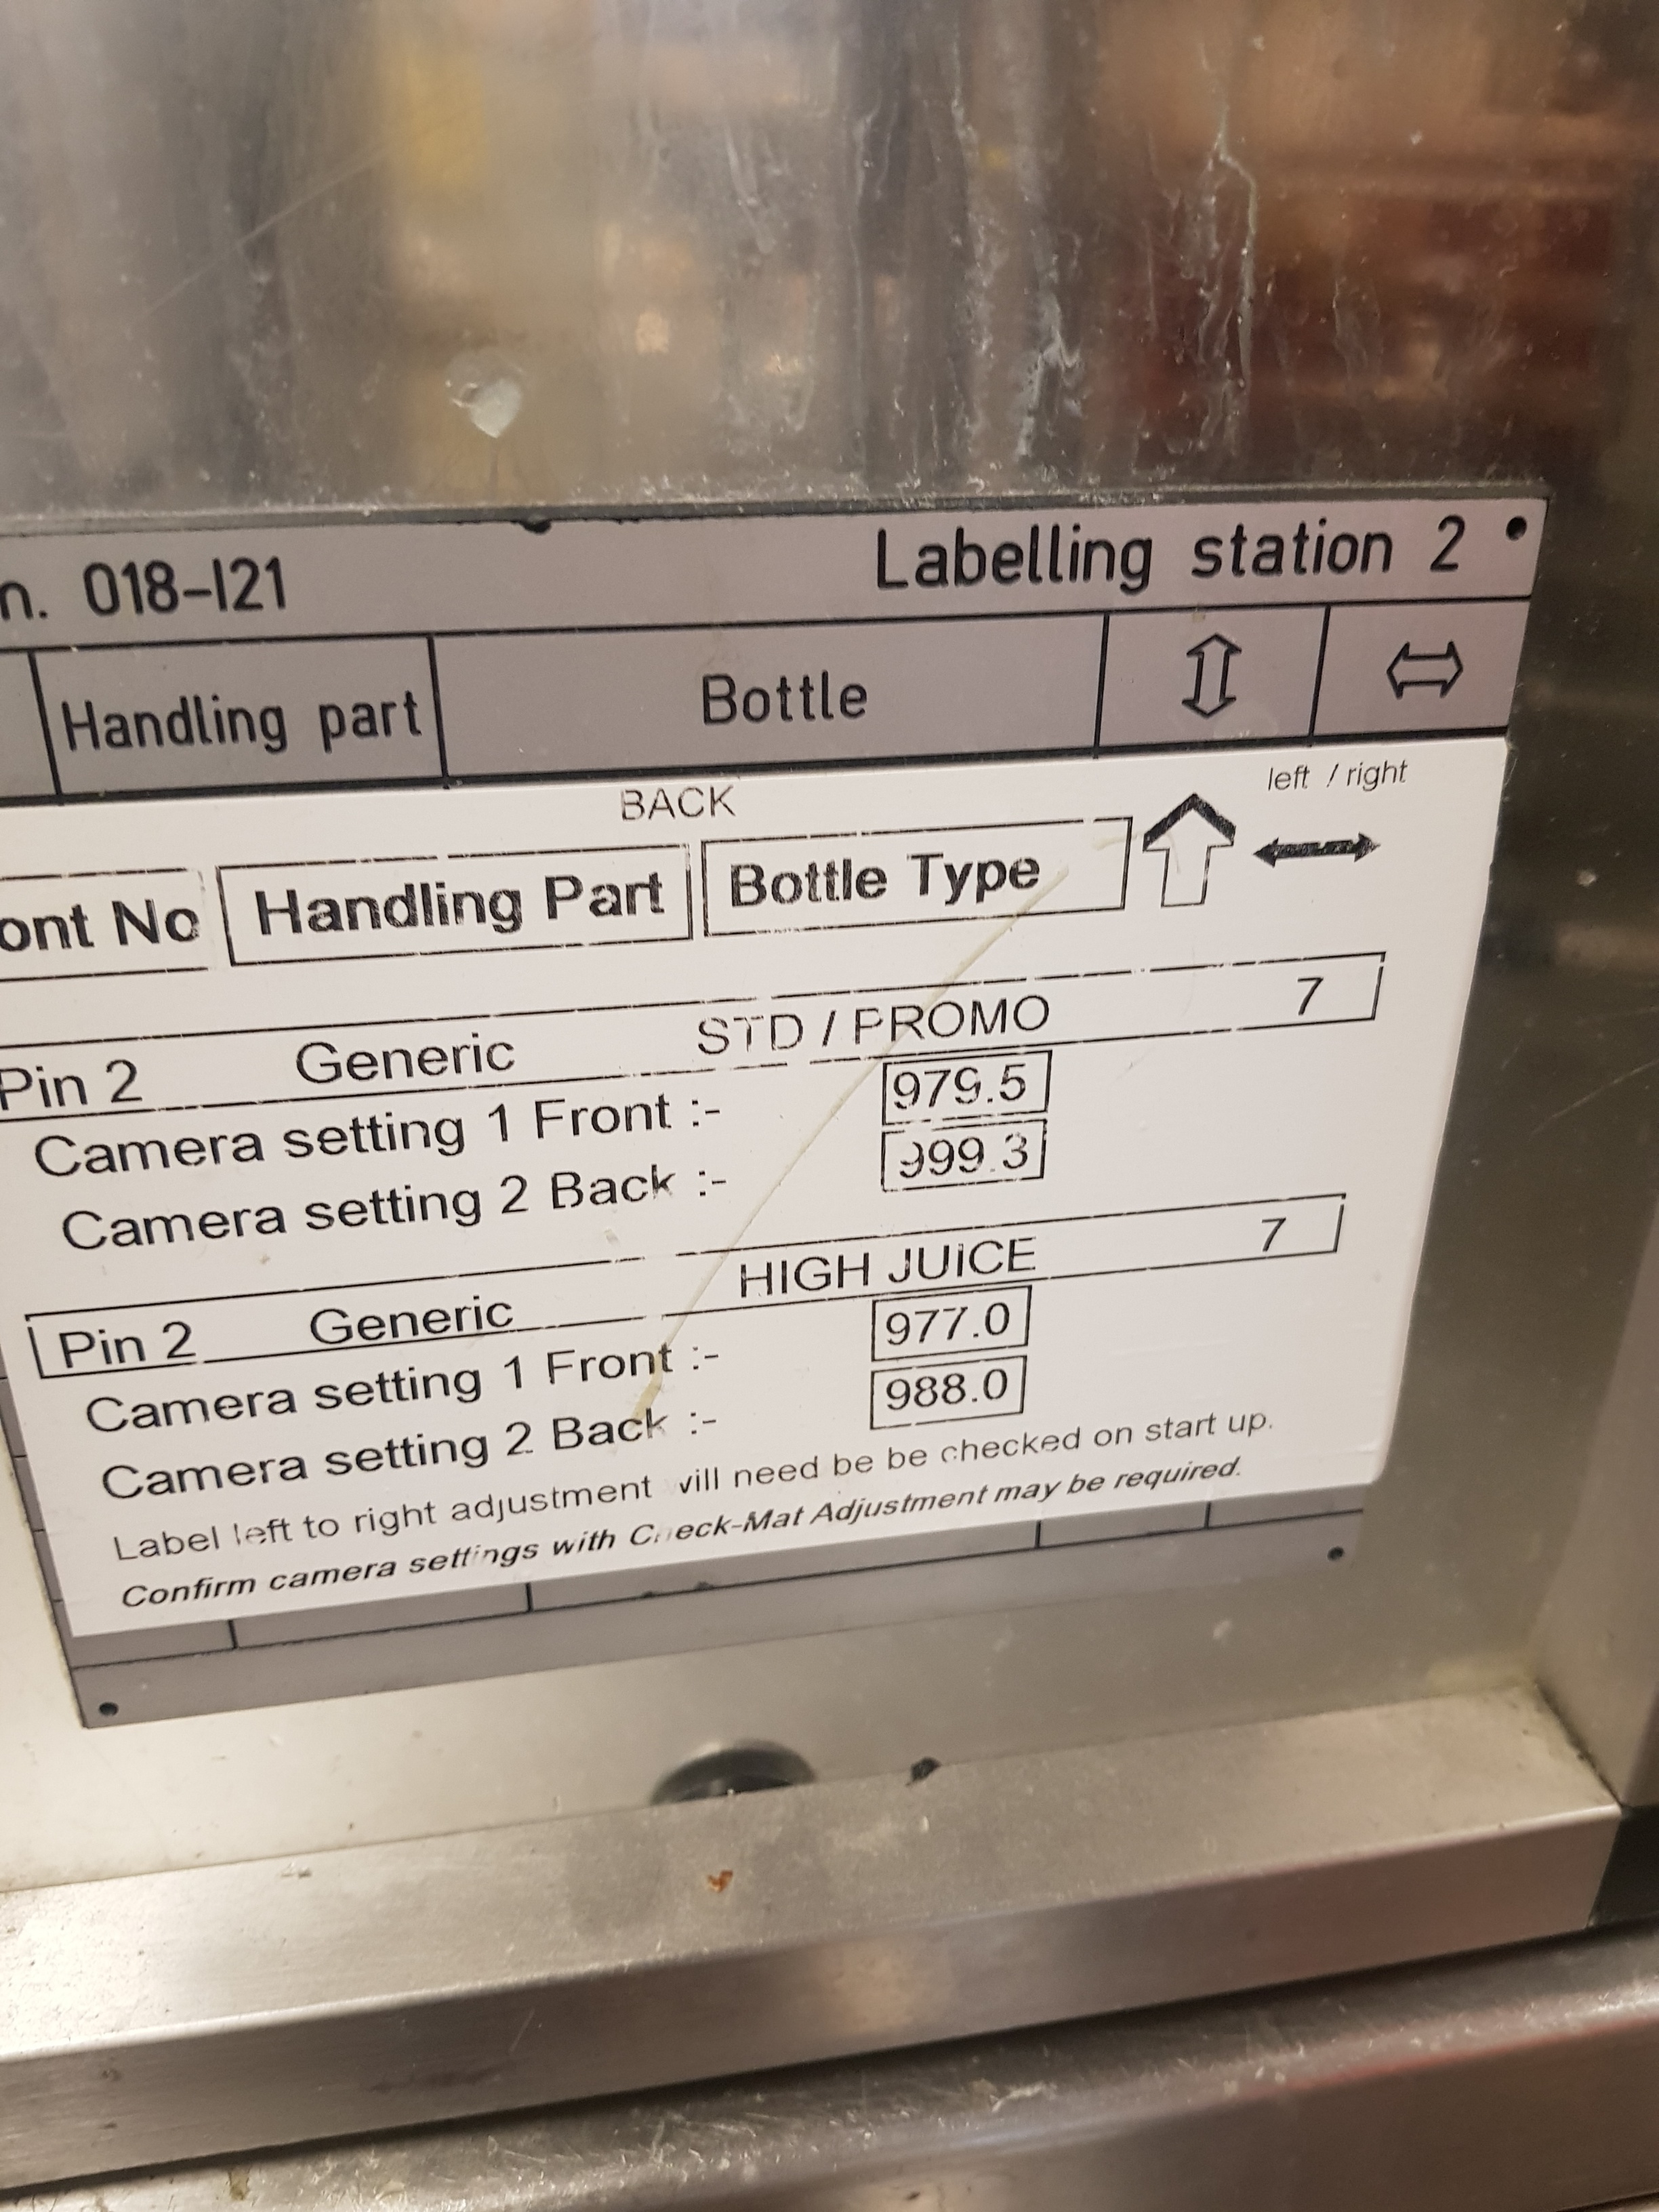 n. 018-I21 Labelling station 2
Handling part Bottle
BACK left / right
ont No Handling Part Bottle Type
Pin 2 Generic STD / PROMO 7
Camera setting 1 Front :- 979.5
Camera setting 2 Back :- 999.3
Pin 2 Generic HIGH JUICE 7
Camera setting 1 Front :- 977.0
Camera setting 2 Back :- 988.0
Label left to right adjustment will need be be checked on start up.
Confirm camera settings with Check-Mat Adjustment may be required.